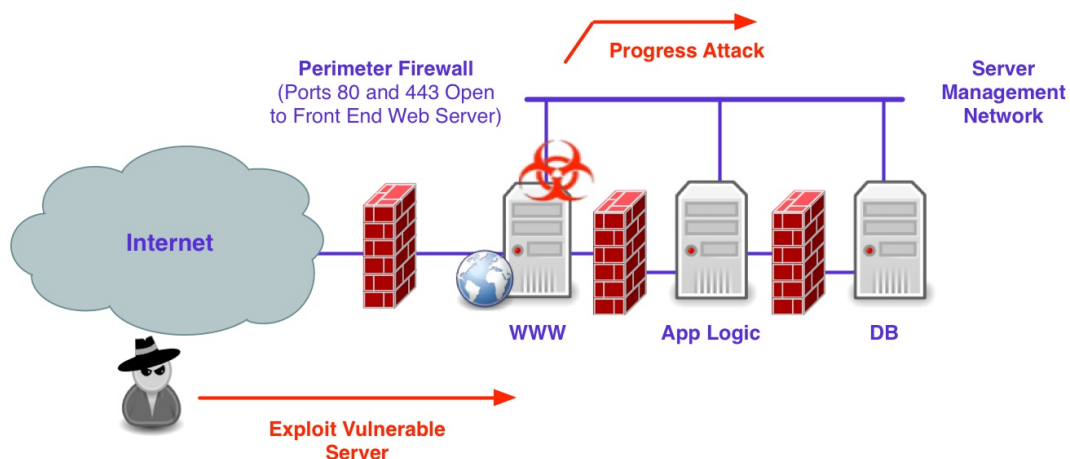 Progress Attack
Perimeter Firewall
(Ports 80 and 443 Open
to Front End Web Server)
Server
Management
Network
Internet
WWW
App Logic
DB
Exploit Vulnerable
Server